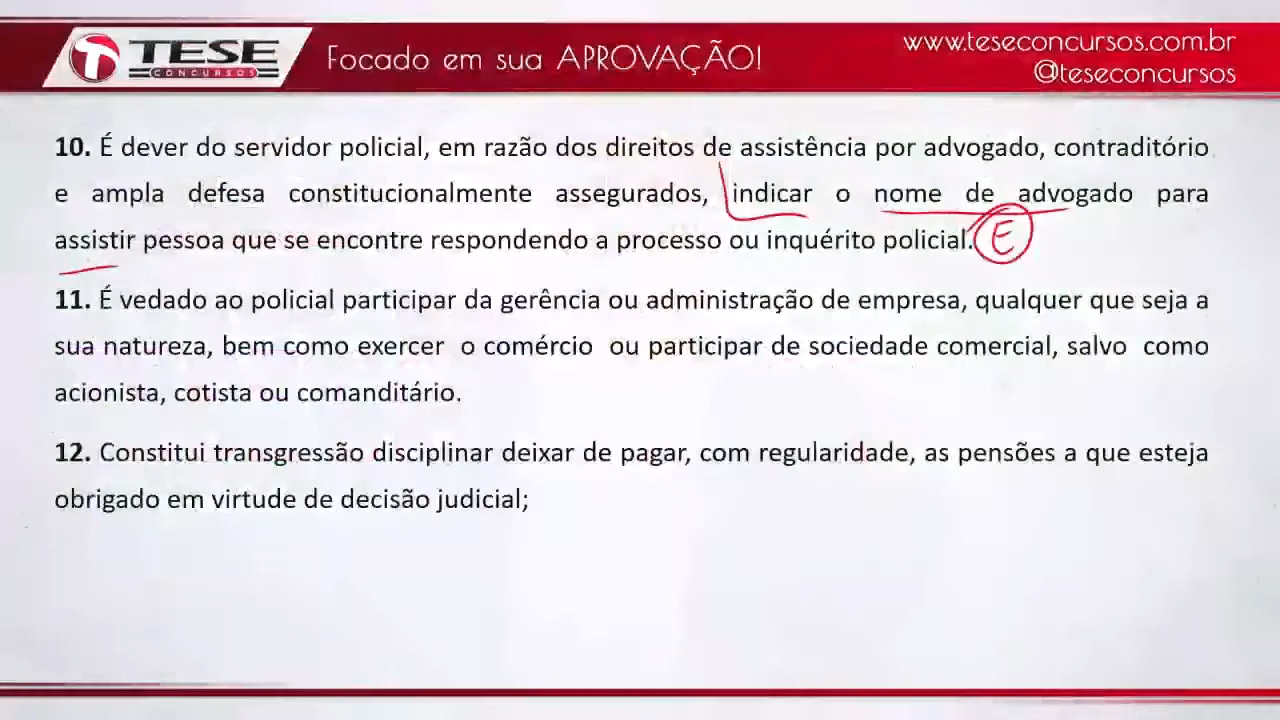 TESE
CONCURSOS
Focado em sua APROVAÇÃO!
www.teseconcursos.com.br
@teseconcursos
10. É dever do servidor policial, em razão dos direitos de assistência por advogado, contraditório
e ampla defesa constitucionalmente assegurados, indicar o nome de advogado para
assistir pessoa que se encontre respondendo a processo ou inquérito policial. E
11. É vedado ao policial participar da gerência ou administração de empresa, qualquer que seja a
sua natureza, bem como exercer o comércio ou participar de sociedade comercial, salvo como
acionista, cotista ou comanditário.
12. Constitui transgressão disciplinar deixar de pagar, com regularidade, as pensões a que esteja
obrigado em virtude de decisão judicial;